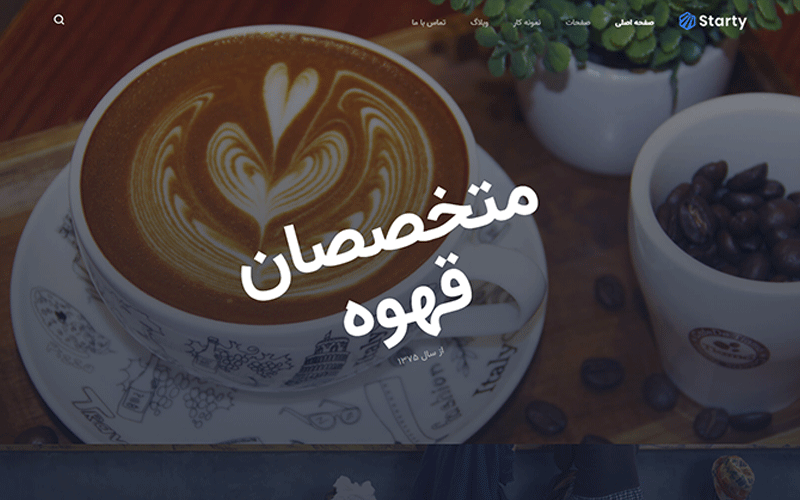 Starty
صفحه اصلی
صفحات
نمونه کار
وبلاگ
تماس با ما
متخصصان
قهوه
از سال ۱۳۷۵
Italy
fashion